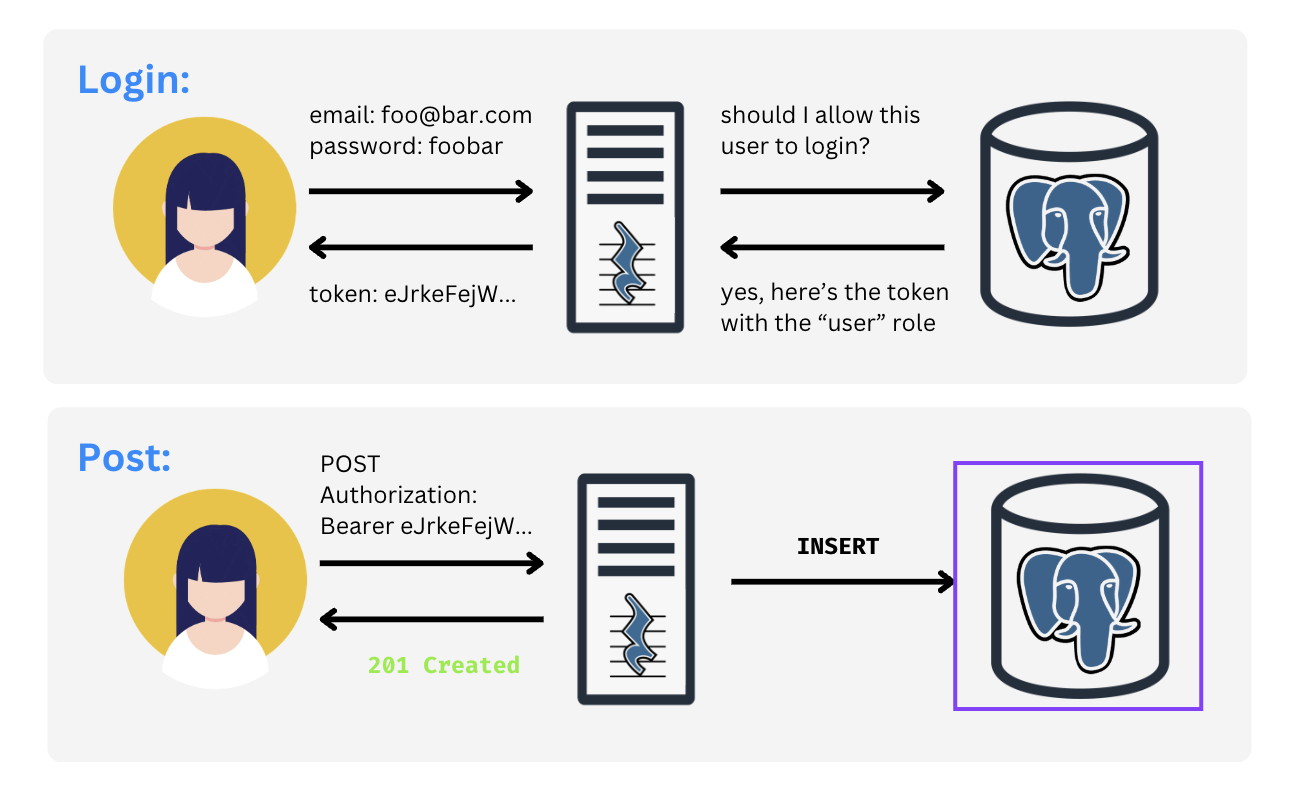 Login:
email: foo@bar.com
password: foobar
should I allow this
user to login?
token: eJrkeFejW...
yes, here's the token
with the “user” role
Post:
POST
Authorization:
Bearer eJrkeFejW...
INSERT
201 Created